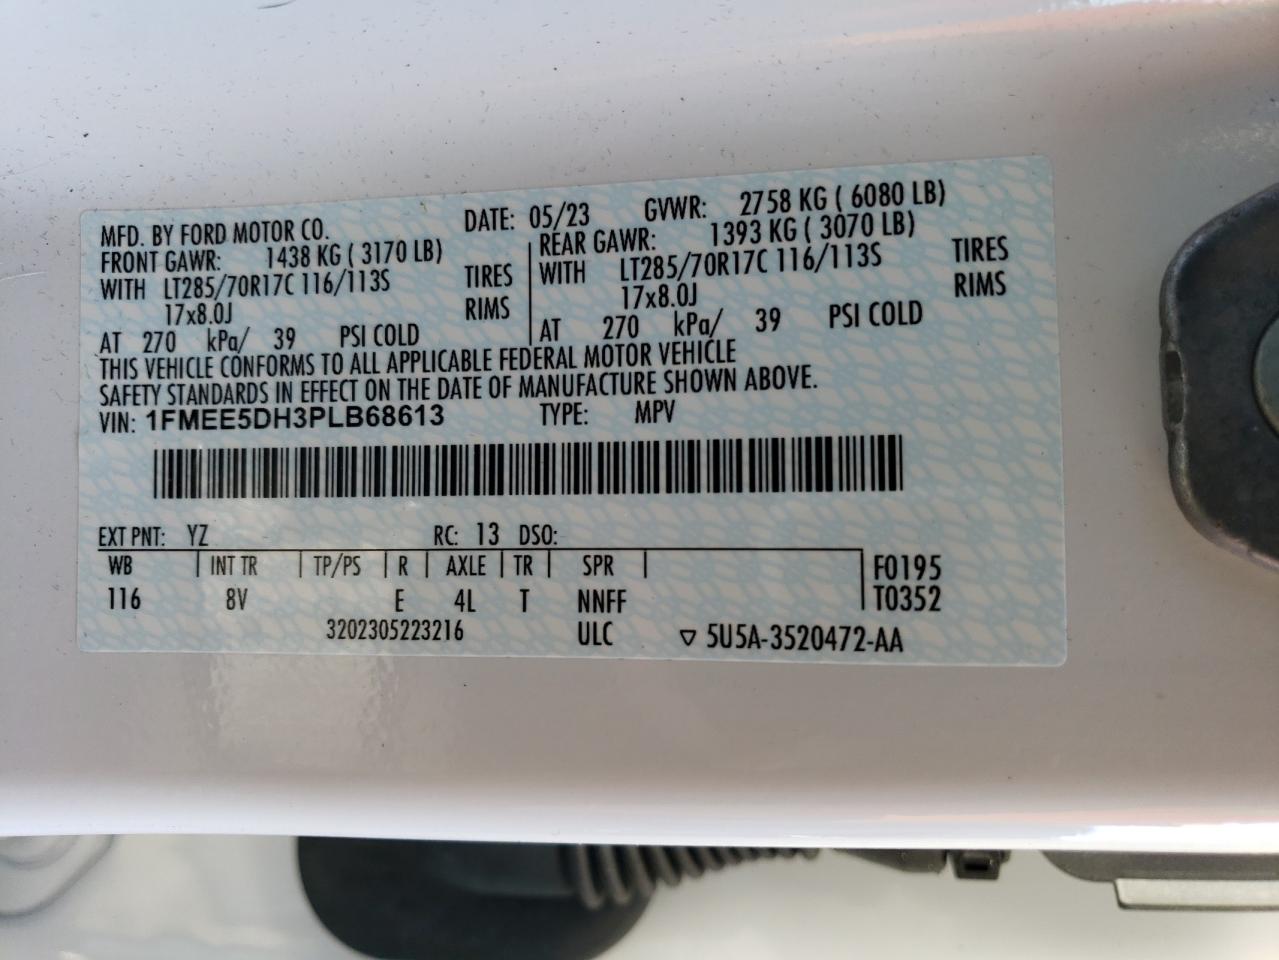 MFD. BY FORD MOTOR CO. DATE: 05/23 GVWR: 2758 KG ( 6080 LB)
FRONT GAWR: 1438 KG ( 3170 LB) REAR GAWR: 1393 KG ( 3070 LB)
WITH LT285/70R17C 116/113S TIRES WITH LT285/70R17C 116/113S TIRES
17x8.0J RIMS 17x8.0J RIMS
AT 270 kPa/ 39 PSI COLD AT 270 kPa/ 39 PSI COLD
THIS VEHICLE CONFORMS TO ALL APPLICABLE FEDERAL MOTOR VEHICLE
SAFETY STANDARDS IN EFFECT ON THE DATE OF MANUFACTURE SHOWN ABOVE.
VIN: 1FMEE5DH3PLB68613 TYPE: MPV
EXT PNT: YZ RC: 13 DSO:
WB INT TR TP/PS R AXLE TR SPR F0195
116 8V E 4L T NNFF T0352
3202305223216 ULC ▽ 5U5A-3520472-AA